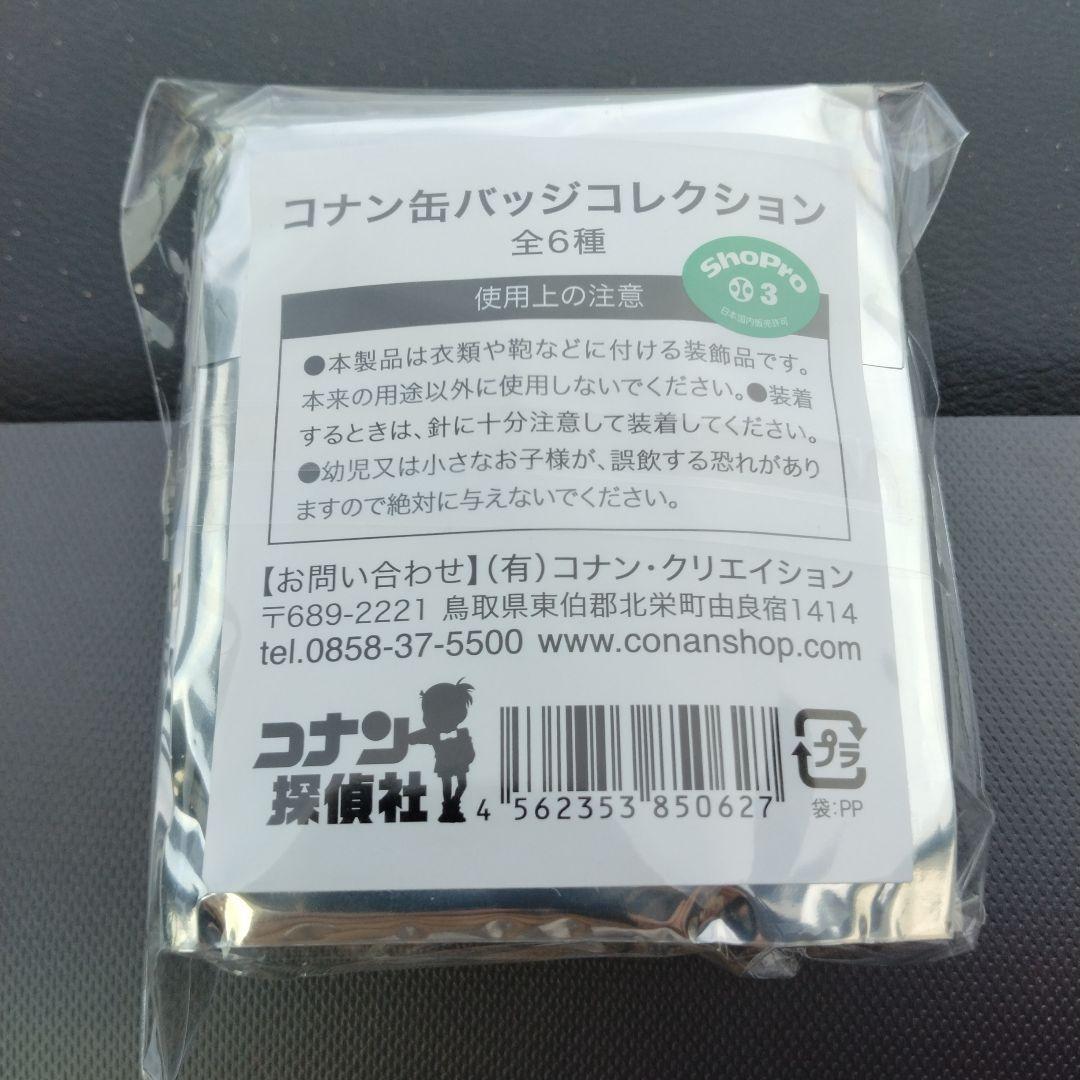 コナン缶バッジコレクション
全6種
ShoPro
3
日本国内販売許可
使用上の注意
●本製品は衣類や鞄などに付ける装飾品です。
本来の用途以外に使用しないでください。●装着
するときは、針に十分注意して装着してください。
●幼児又は小さなお子様が、誤飲する恐れがあり
ますので絶対に与えないでください。
【お問い合わせ】(有)コナン・クリエイション
〒689-2221 鳥取県東伯郡北栄町由良宿1414
tel.0858-37-5500 www.conanshop.com
コナン
探偵社
4 562353 850627
プラ
袋:PP